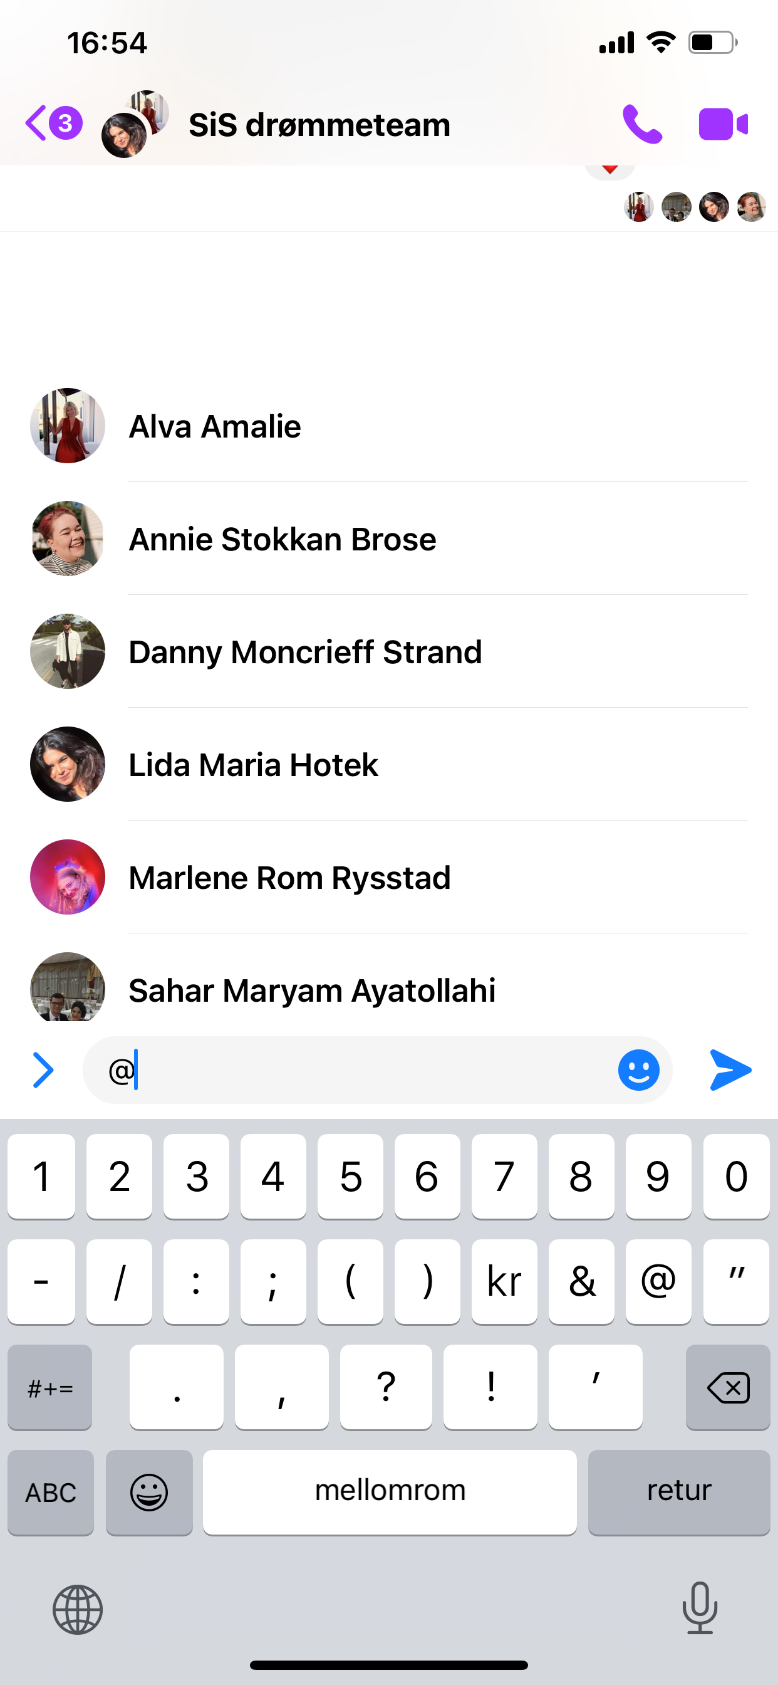 16:54
3 SiS drømmeteam
Alva Amalie
Annie Stokkan Brose
Danny Moncrieff Strand
Lida Maria Hotek
Marlene Rom Rysstad
Sahar Maryam Ayatollahi
@
1 2 3 4 5 6 7 8 9 0
- / : ; ( ) kr & @ "
#+= . , ? ! '
ABC mellomrom retur